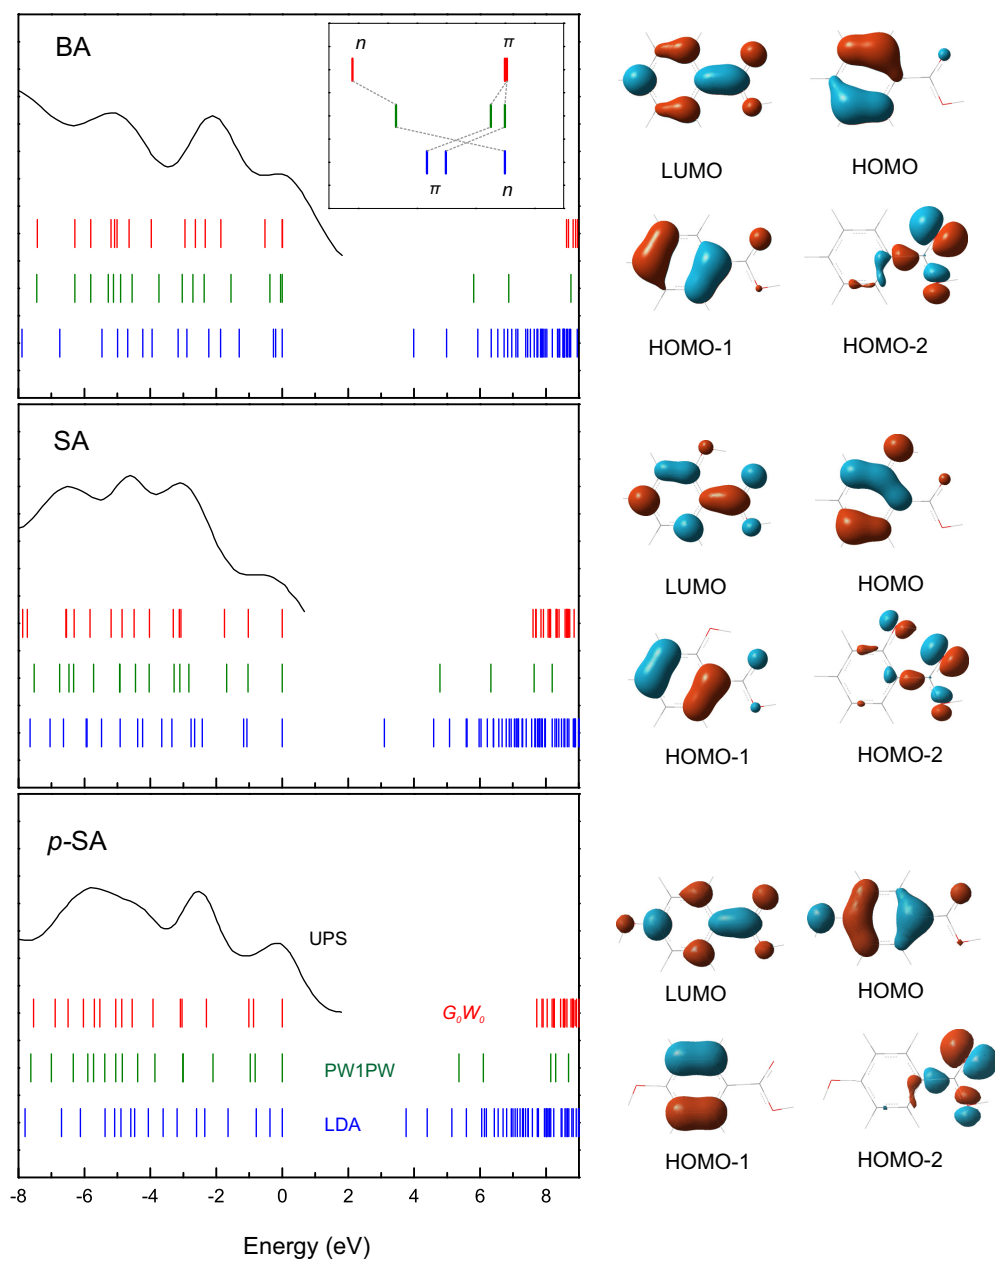 BA
n
π
π
n
LUMO
HOMO
HOMO-1
HOMO-2
SA
LUMO
HOMO
HOMO-1
HOMO-2
p-SA
UPS
G₀W₀
PW1PW
LDA
LUMO
HOMO
HOMO-1
HOMO-2
-8 -6 -4 -2 0 2 4 6 8
Energy (eV)